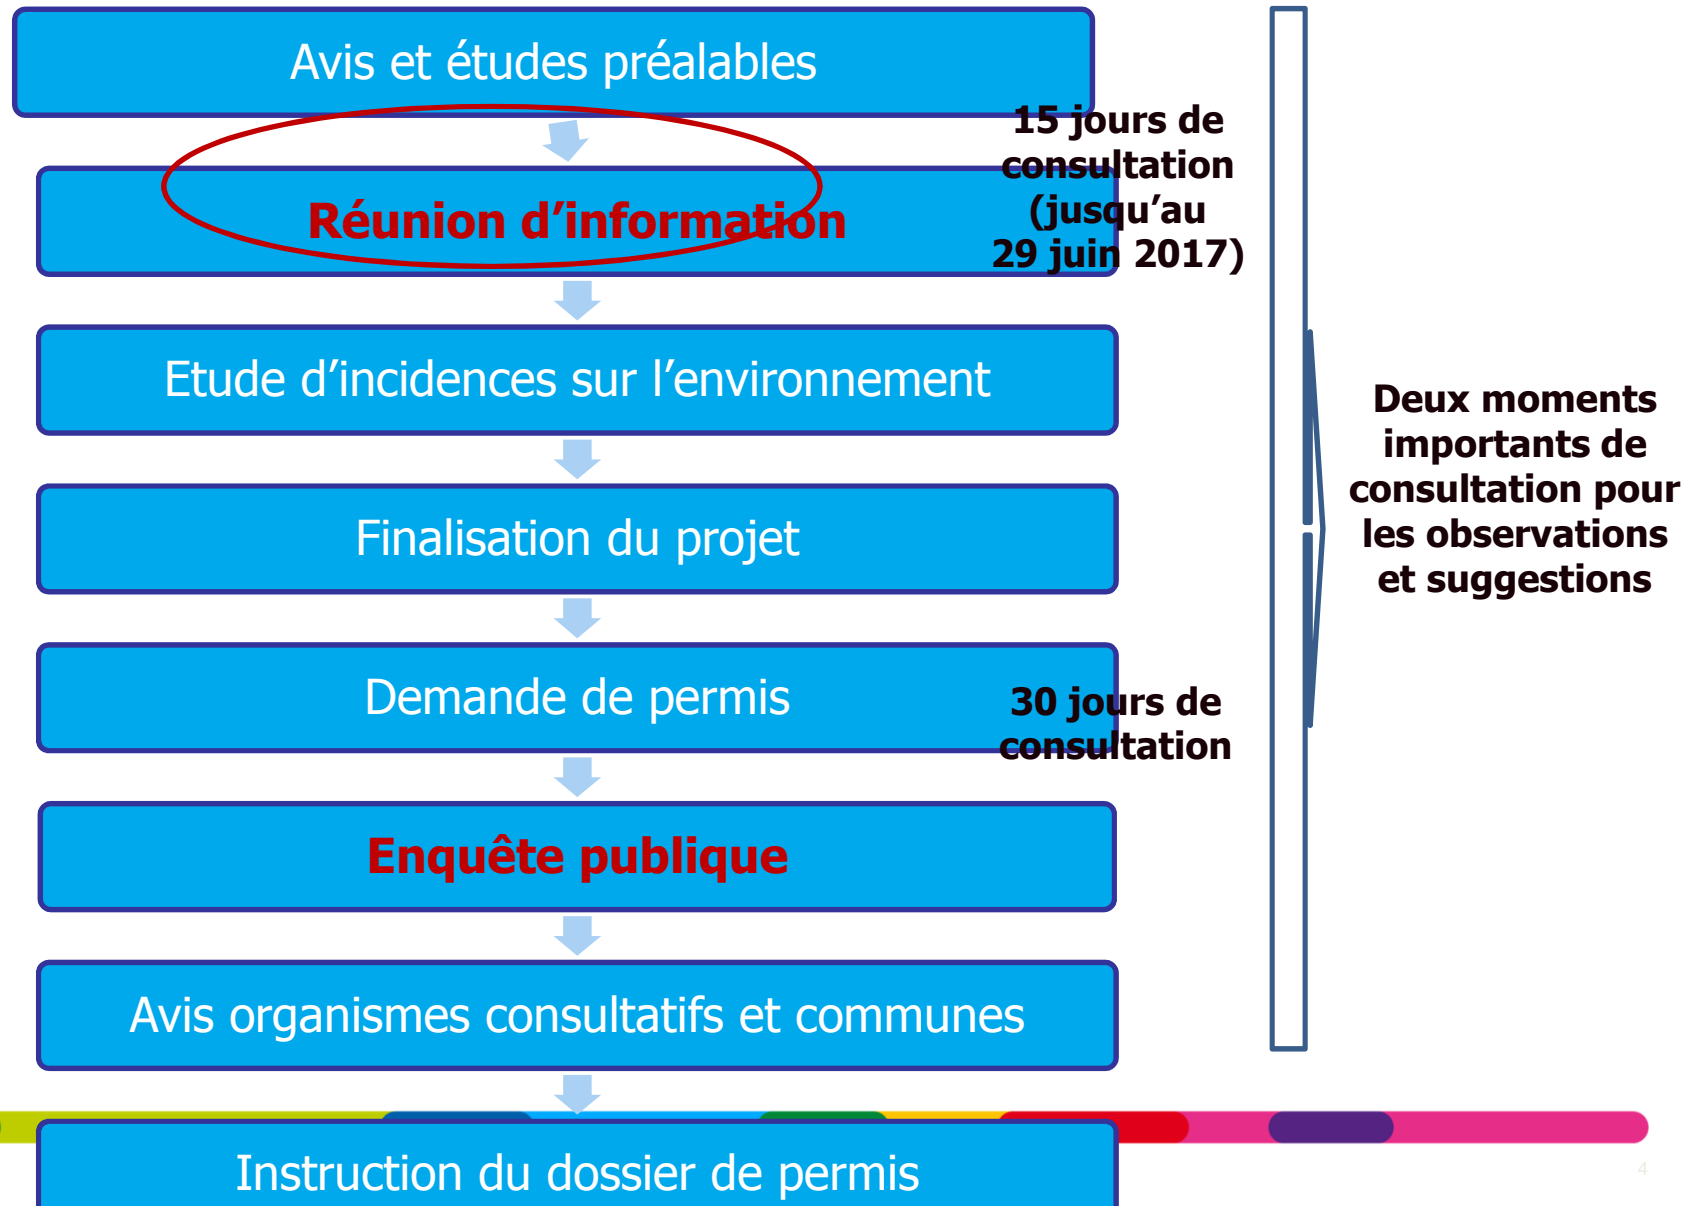 Avis et études préalables
15 jours de
consultation
(jusqu’au
29 juin 2017)
Réunion d’information
Etude d’incidences sur l’environnement
Deux moments
importants de
consultation pour
les observations
et suggestions
Finalisation du projet
Demande de permis
30 jours de
consultation
Enquête publique
Avis organismes consultatifs et communes
Instruction du dossier de permis
4